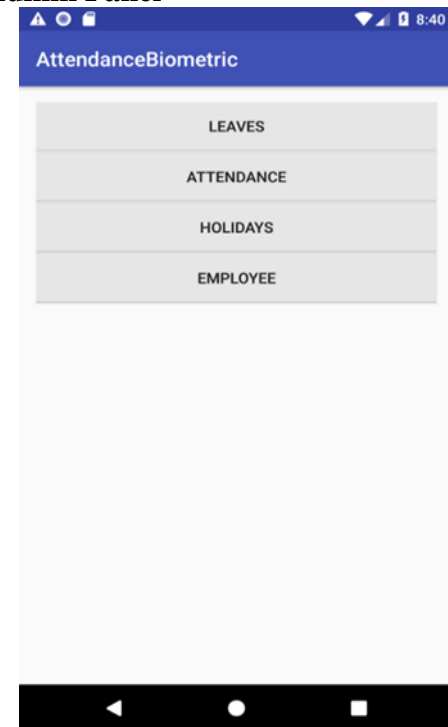 8:40
AttendanceBiometric
LEAVES
ATTENDANCE
HOLIDAYS
EMPLOYEE